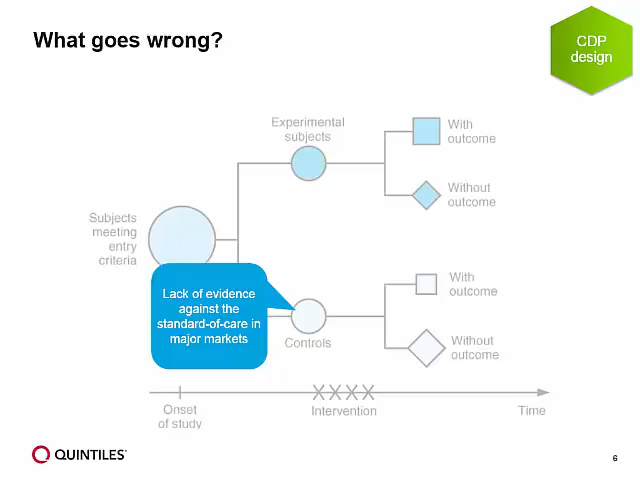 What goes wrong?
CDP
design
Experimental
subjects
With
outcome
Without
outcome
Subjects
meeting
entry
criteria
Lack of evidence
against the
standard-of-care in
major markets
Controls
With
outcome
Without
outcome
Onset
of study
Intervention
Time
QUINTILES
6